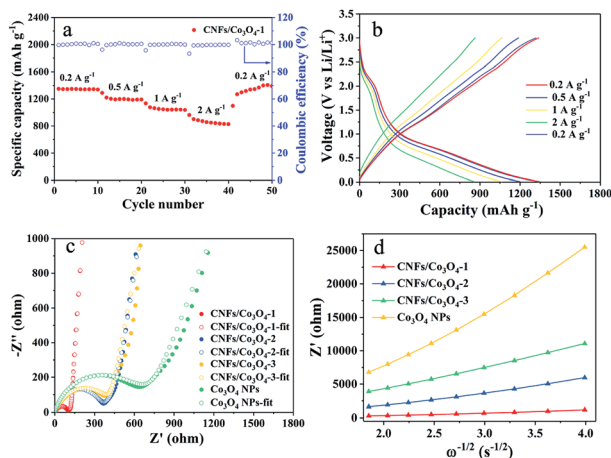 a
CNFs/Co₃O₄-1
0.2 A g⁻¹
0.5 A g⁻¹
1 A g⁻¹
2 A g⁻¹
0.2 A g⁻¹
Specific capacity (mAh g⁻¹)
2400
2000
1600
1200
800
400
0
0 10 20 30 40 50
Cycle number
120
100
80
60
40
20
0
Coulombic efficiency (%)
b
Voltage (V vs Li/Li⁺)
3.5
3.0
2.5
2.0
1.5
1.0
0.5
0.0
0 300 600 900 1200 1500 1800
Capacity (mAh g⁻¹)
0.2 A g⁻¹
0.5 A g⁻¹
1 A g⁻¹
2 A g⁻¹
0.2 A g⁻¹
c
-Z'' (ohm)
1000
800
600
400
200
0
0 300 600 900 1200 1500 1800
Z' (ohm)
CNFs/Co₃O₄-1
CNFs/Co₃O₄-1-fit
CNFs/Co₃O₄-2
CNFs/Co₃O₄-2-fit
CNFs/Co₃O₄-3
CNFs/Co₃O₄-3-fit
Co₃O₄ NPs
Co₃O₄ NPs-fit
d
Z' (ohm)
25000
20000
15000
10000
5000
0
2.0 2.5 3.0 3.5 4.0
ω⁻¹ᐟ² (s⁻¹ᐟ²)
CNFs/Co₃O₄-1
CNFs/Co₃O₄-2
CNFs/Co₃O₄-3
Co₃O₄ NPs